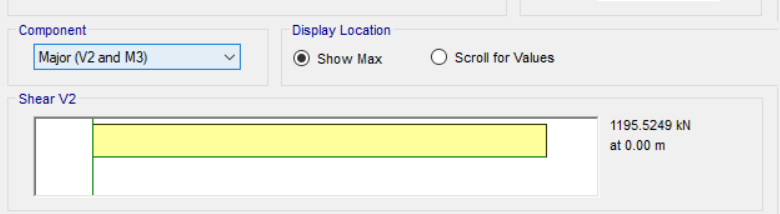 Component
Display Location
Major (V2 and M3)
Show Max
Scroll for Values
Shear V2
1195.5249 kN
at 0.00 m